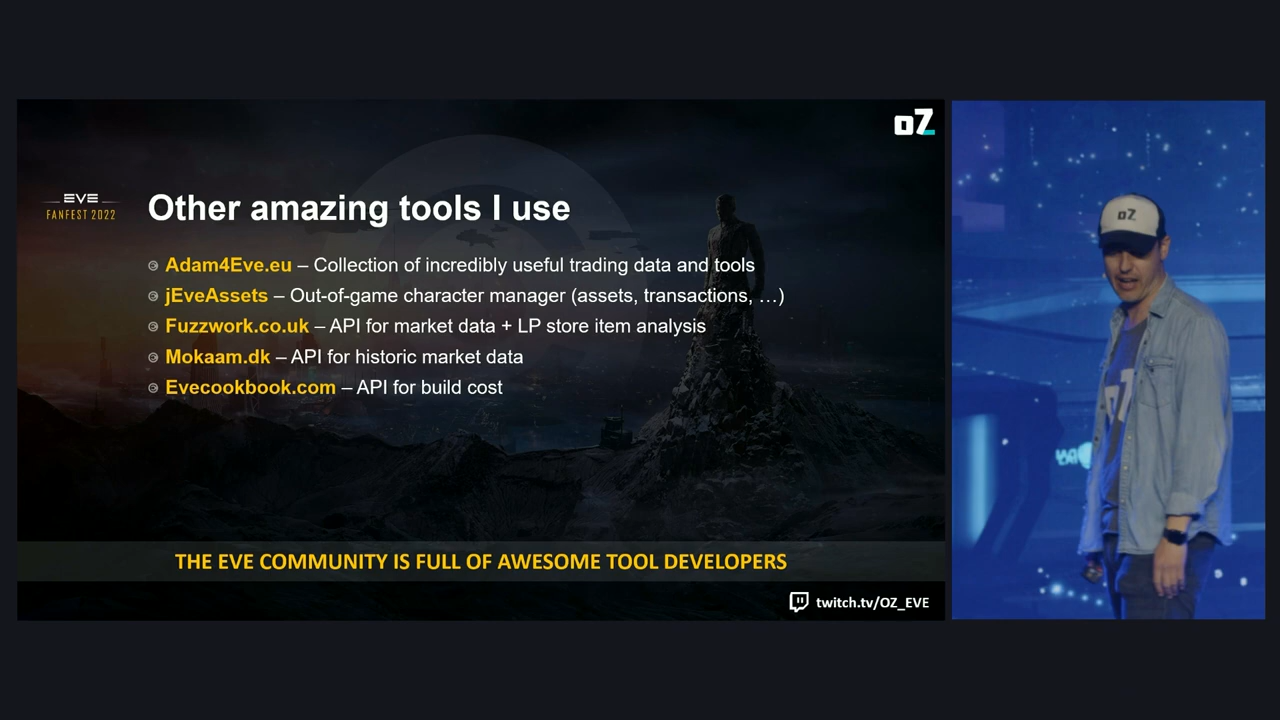 oZ
EVE
FANFEST 2022
Other amazing tools I use
Adam4Eve.eu – Collection of incredibly useful trading data and tools
jEveAssets – Out-of-game character manager (assets, transactions, …)
Fuzzwork.co.uk – API for market data + LP store item analysis
Mokaam.dk – API for historic market data
Evecookbook.com – API for build cost
THE EVE COMMUNITY IS FULL OF AWESOME TOOL DEVELOPERS
twitch.tv/OZ_EVE
oZ